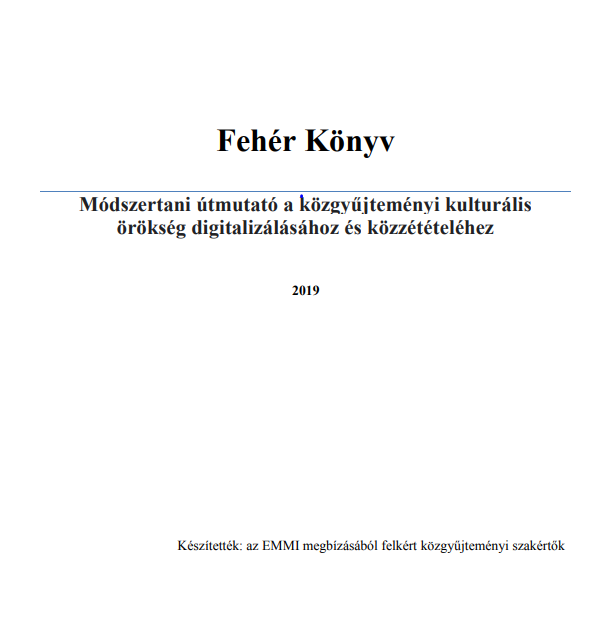 Fehér Könyv
Módszertani útmutató a közgyűjteményi kulturális
örökség digitalizálásához és közzétételéhez
2019
Készítették: az EMMI megbízásából felkért közgyűjteményi szakértők